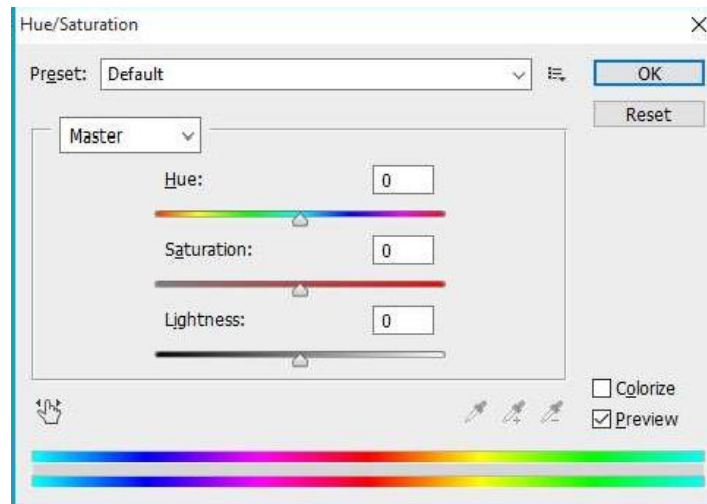 Hue/Saturation
Preset: Default
OK
Reset
Master
Hue: 0
Saturation: 0
Lightness: 0
Colorize
Preview